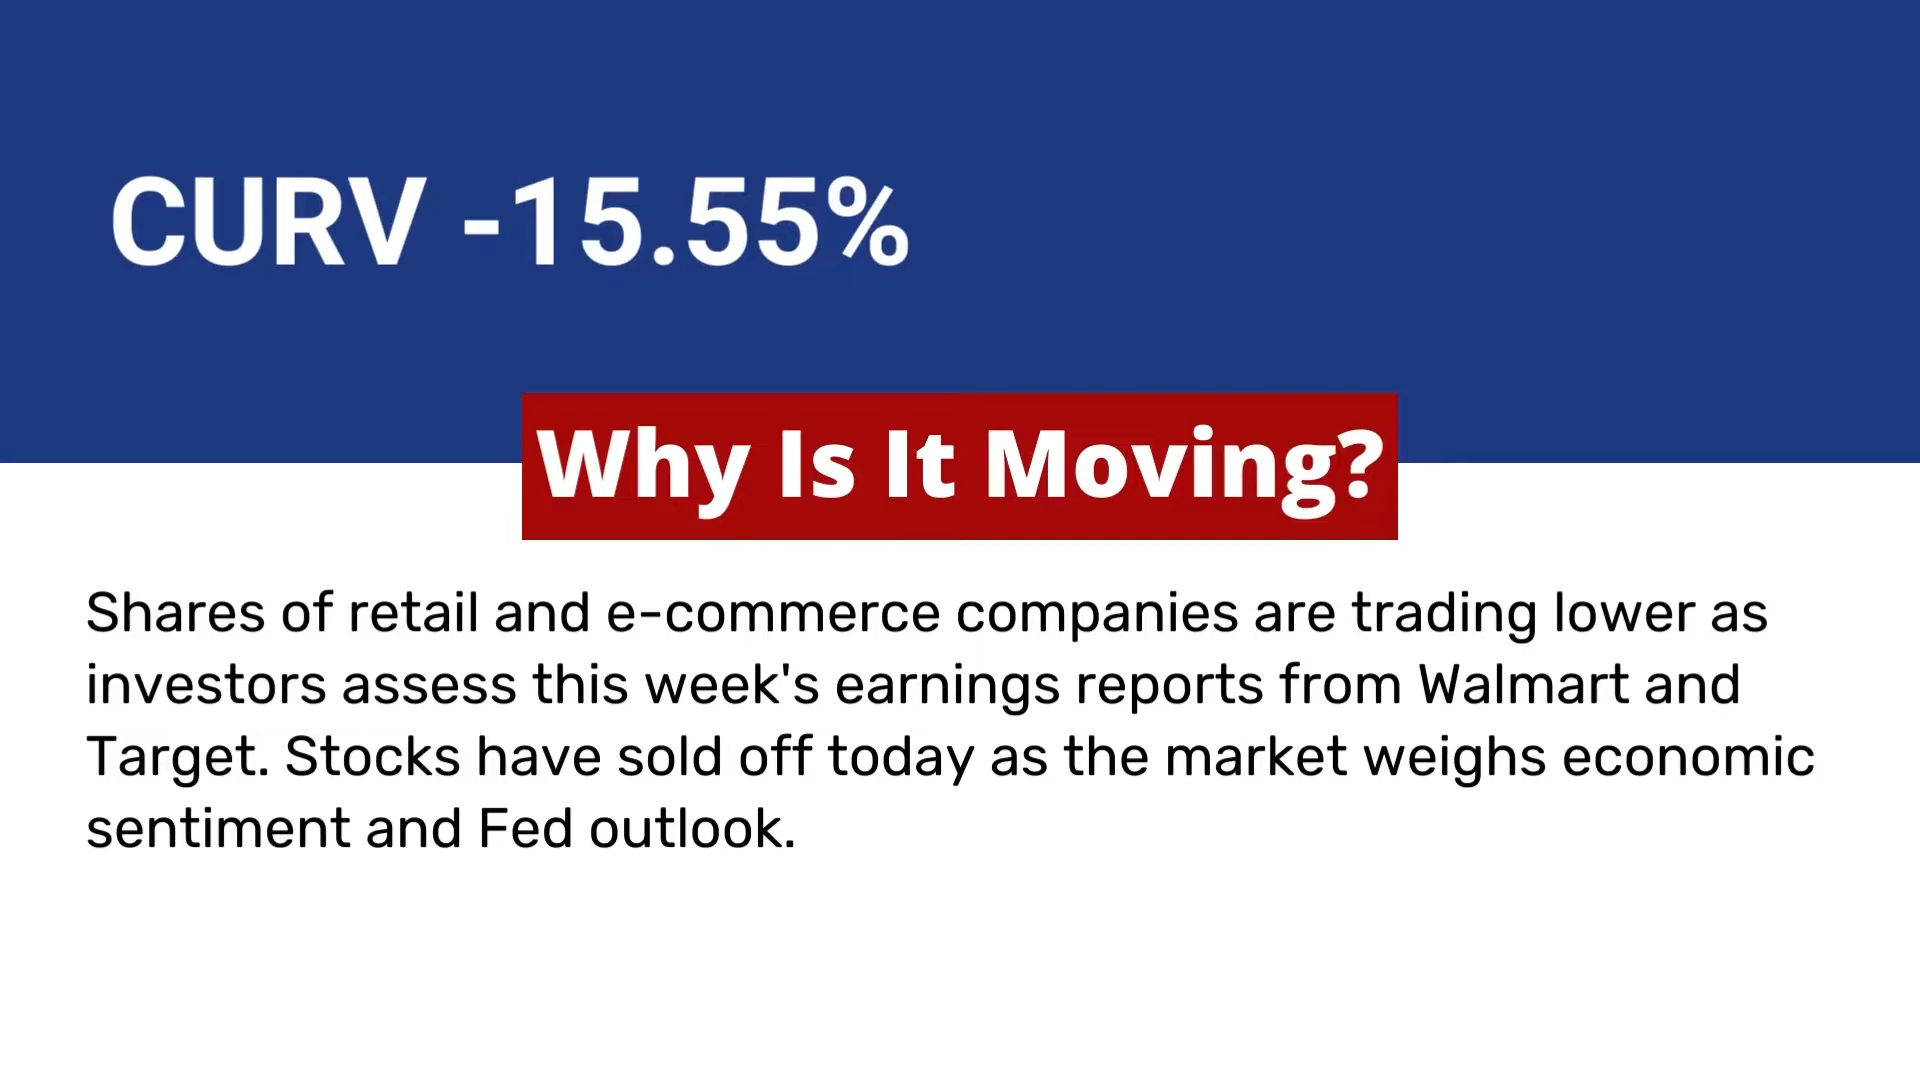 CURV -15.55%
Why Is It Moving?
Shares of retail and e-commerce companies are trading lower as
investors assess this week's earnings reports from Walmart and
Target. Stocks have sold off today as the market weighs economic
sentiment and Fed outlook.